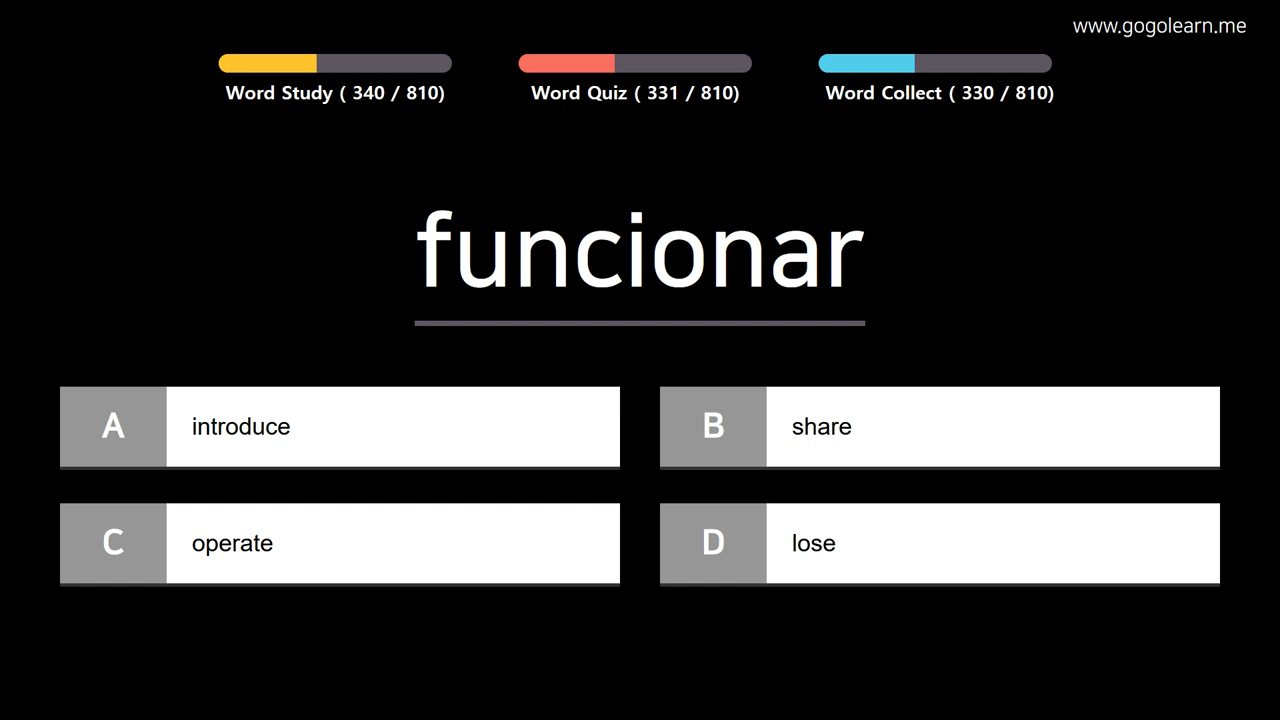 www.gogolearn.me
Word Study ( 340 / 810)
Word Quiz ( 331 / 810)
Word Collect ( 330 / 810)
funcionar
A introduce
B share
C operate
D lose